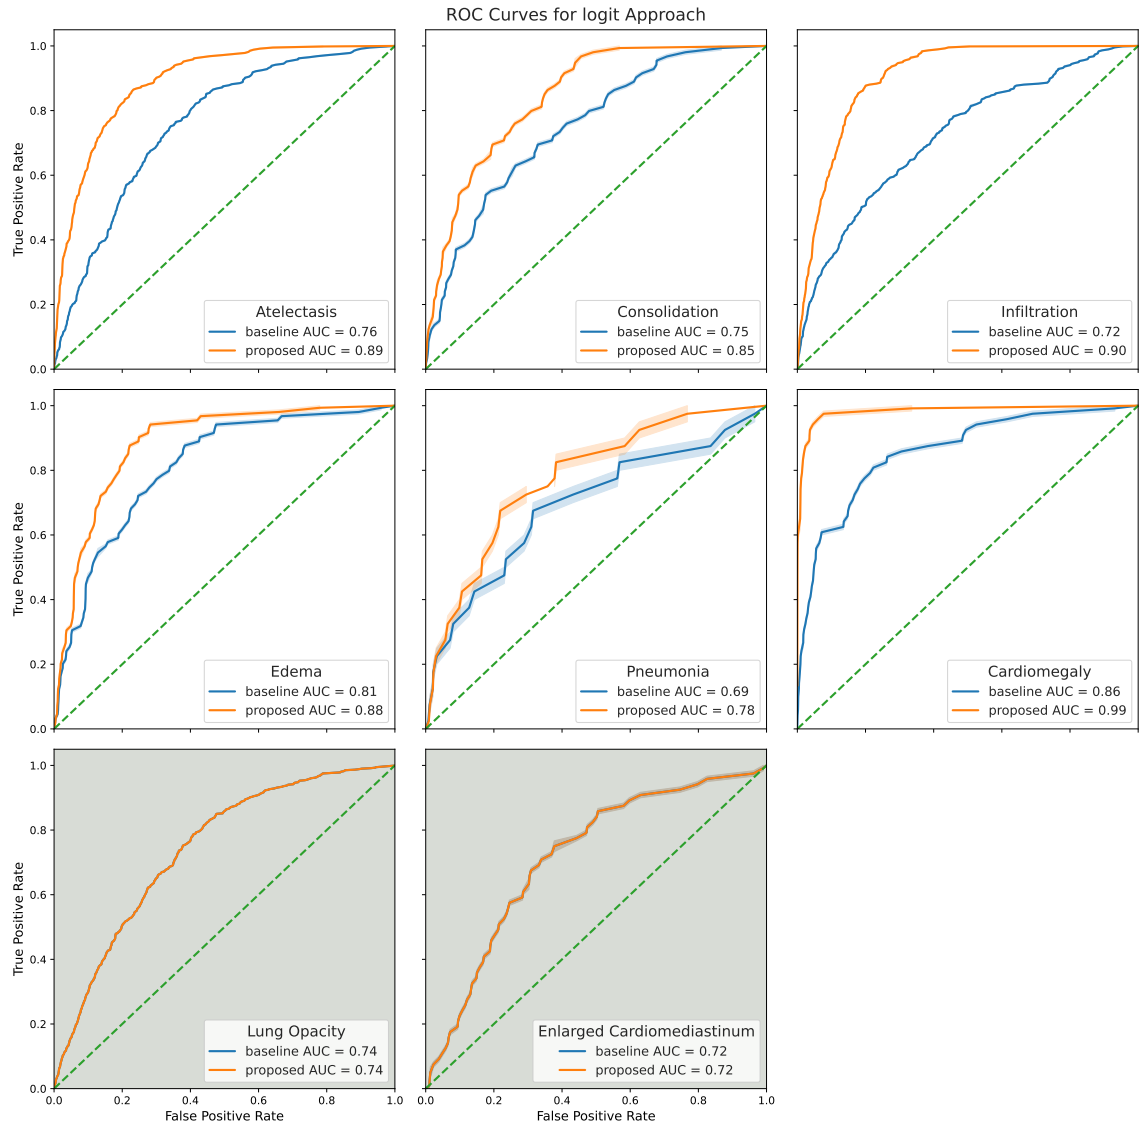 ROC Curves for logit Approach
True Positive Rate
1.0
0.8
0.6
0.4
0.2
0.0
Atelectasis
baseline AUC = 0.76
proposed AUC = 0.89
Consolidation
baseline AUC = 0.75
proposed AUC = 0.85
Infiltration
baseline AUC = 0.72
proposed AUC = 0.90
True Positive Rate
1.0
0.8
0.6
0.4
0.2
0.0
Edema
baseline AUC = 0.81
proposed AUC = 0.88
Pneumonia
baseline AUC = 0.69
proposed AUC = 0.78
Cardiomegaly
baseline AUC = 0.86
proposed AUC = 0.99
True Positive Rate
1.0
0.8
0.6
0.4
0.2
0.0
Lung Opacity
baseline AUC = 0.74
proposed AUC = 0.74
0.0 0.2 0.4 0.6 0.8 1.0
False Positive Rate
Enlarged Cardiomediastinum
baseline AUC = 0.72
proposed AUC = 0.72
0.0 0.2 0.4 0.6 0.8 1.0
False Positive Rate